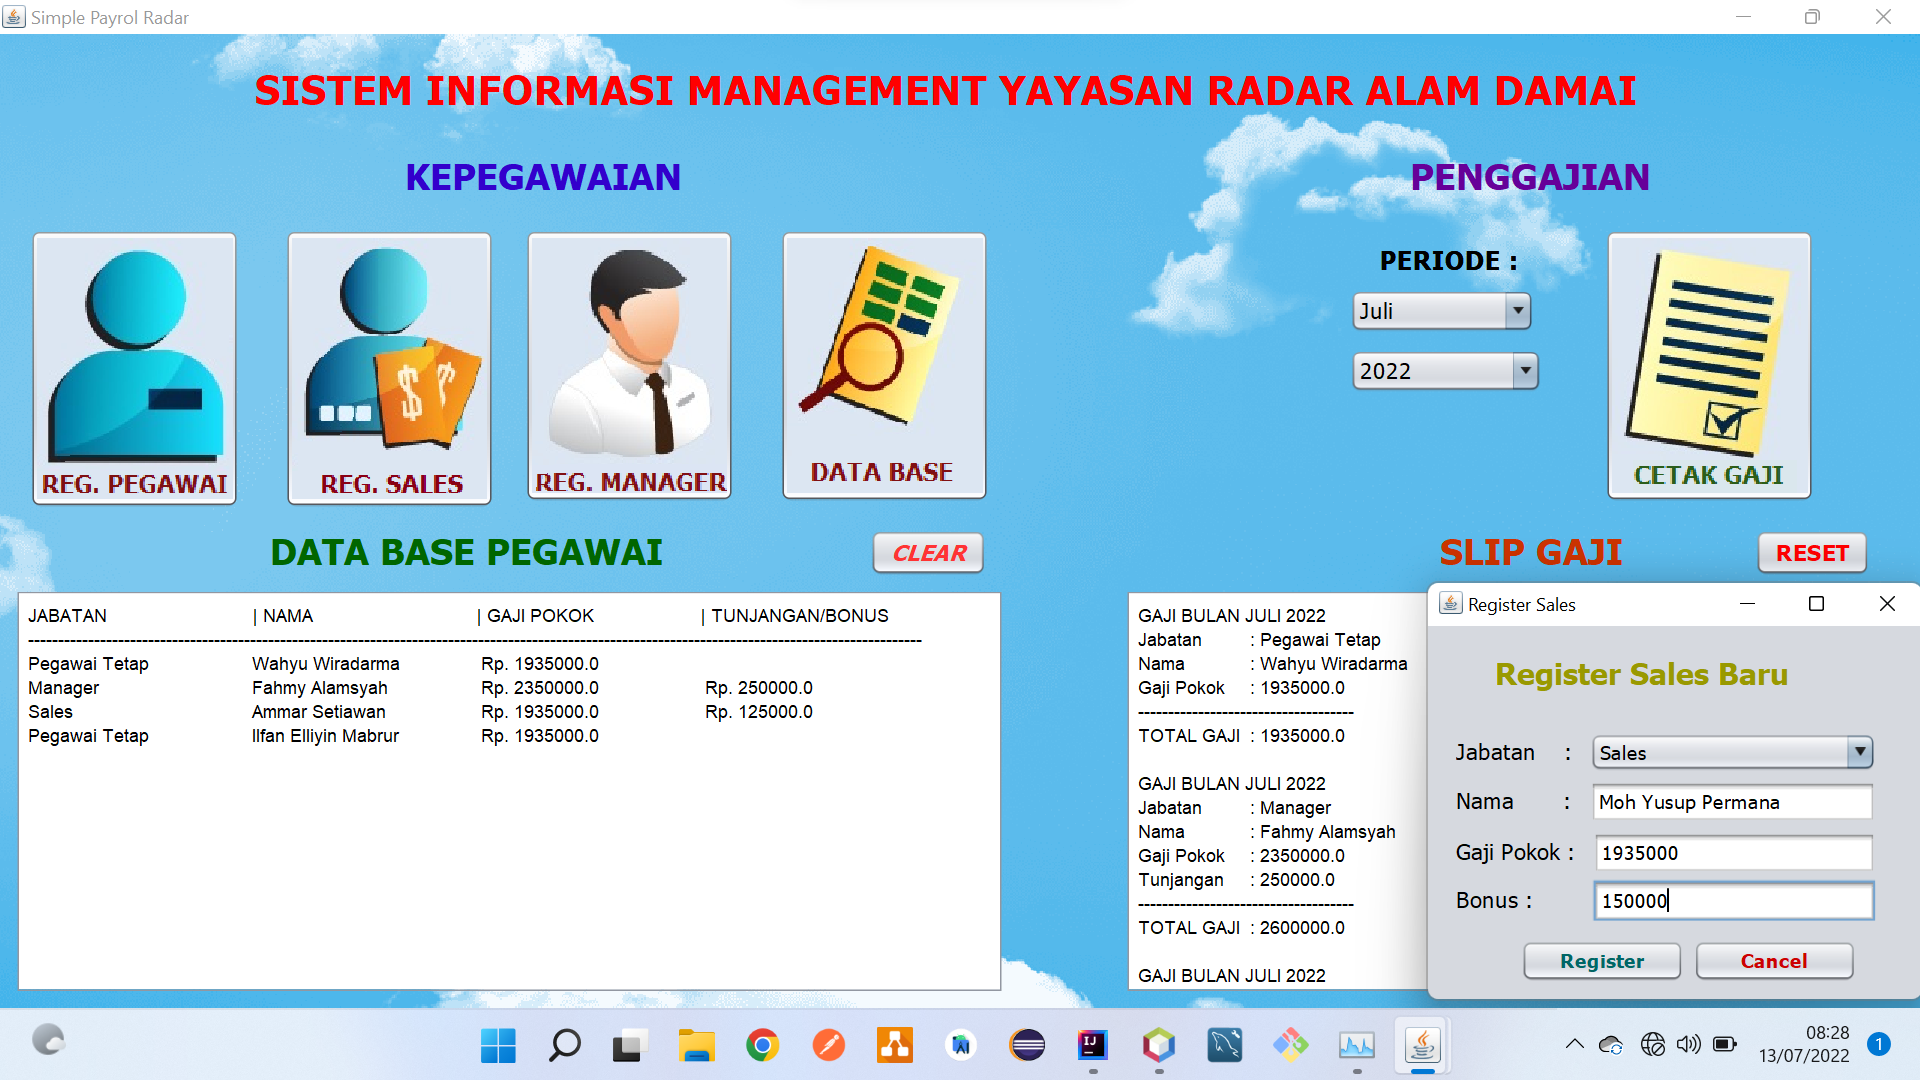 Simple Payrol Radar
SISTEM INFORMASI MANAGEMENT YAYASAN RADAR ALAM DAMAI
KEPEGAWAIAN
PENGGAJIAN
PERIODE :
Juli
2022
REG. PEGAWAI
REG. SALES
REG. MANAGER
DATA BASE
CETAK GAJI
DATA BASE PEGAWAI
CLEAR
SLIP GAJI
RESET
JABATAN | NAMA | GAJI POKOK | TUNJANGAN/BONUS
Pegawai Tetap Wahyu Wiradarma Rp. 1935000.0
Manager Fahmy Alamsyah Rp. 2350000.0 Rp. 250000.0
Sales Ammar Setiawan Rp. 1935000.0 Rp. 125000.0
Pegawai Tetap Ilfan Elliyin Mabrur Rp. 1935000.0
GAJI BULAN JULI 2022
Jabatan : Pegawai Tetap
Nama : Wahyu Wiradarma
Gaji Pokok : 1935000.0
------------------------------------
TOTAL GAJI : 1935000.0
GAJI BULAN JULI 2022
Jabatan : Manager
Nama : Fahmy Alamsyah
Gaji Pokok : 2350000.0
Tunjangan : 250000.0
------------------------------------
TOTAL GAJI : 2600000.0
GAJI BULAN JULI 2022
Register Sales
Register Sales Baru
Jabatan : Sales
Nama : Moh Yusup Permana
Gaji Pokok : 1935000
Bonus : 150000
Register
Cancel
IJ
08:28
13/07/2022
1